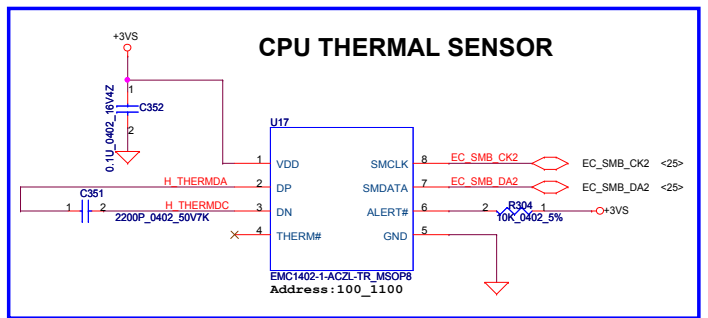 +3VS
CPU THERMAL SENSOR
1
C352
2
0.1U_0402_16V4Z
U17
1 VDD SMCLK 8 EC_SMB_CK2 EC_SMB_CK2 <25>
H_THERMDA 2 DP SMDATA 7 EC_SMB_DA2 EC_SMB_DA2 <25>
C351
1 2 H_THERMDC 3 DN ALERT# 6 2 R304 1 +3VS
2200P_0402_50V7K 10K_0402_5%
4 THERM# GND 5
EMC1402-1-ACZL-TR_MSOP8
Address:100_1100